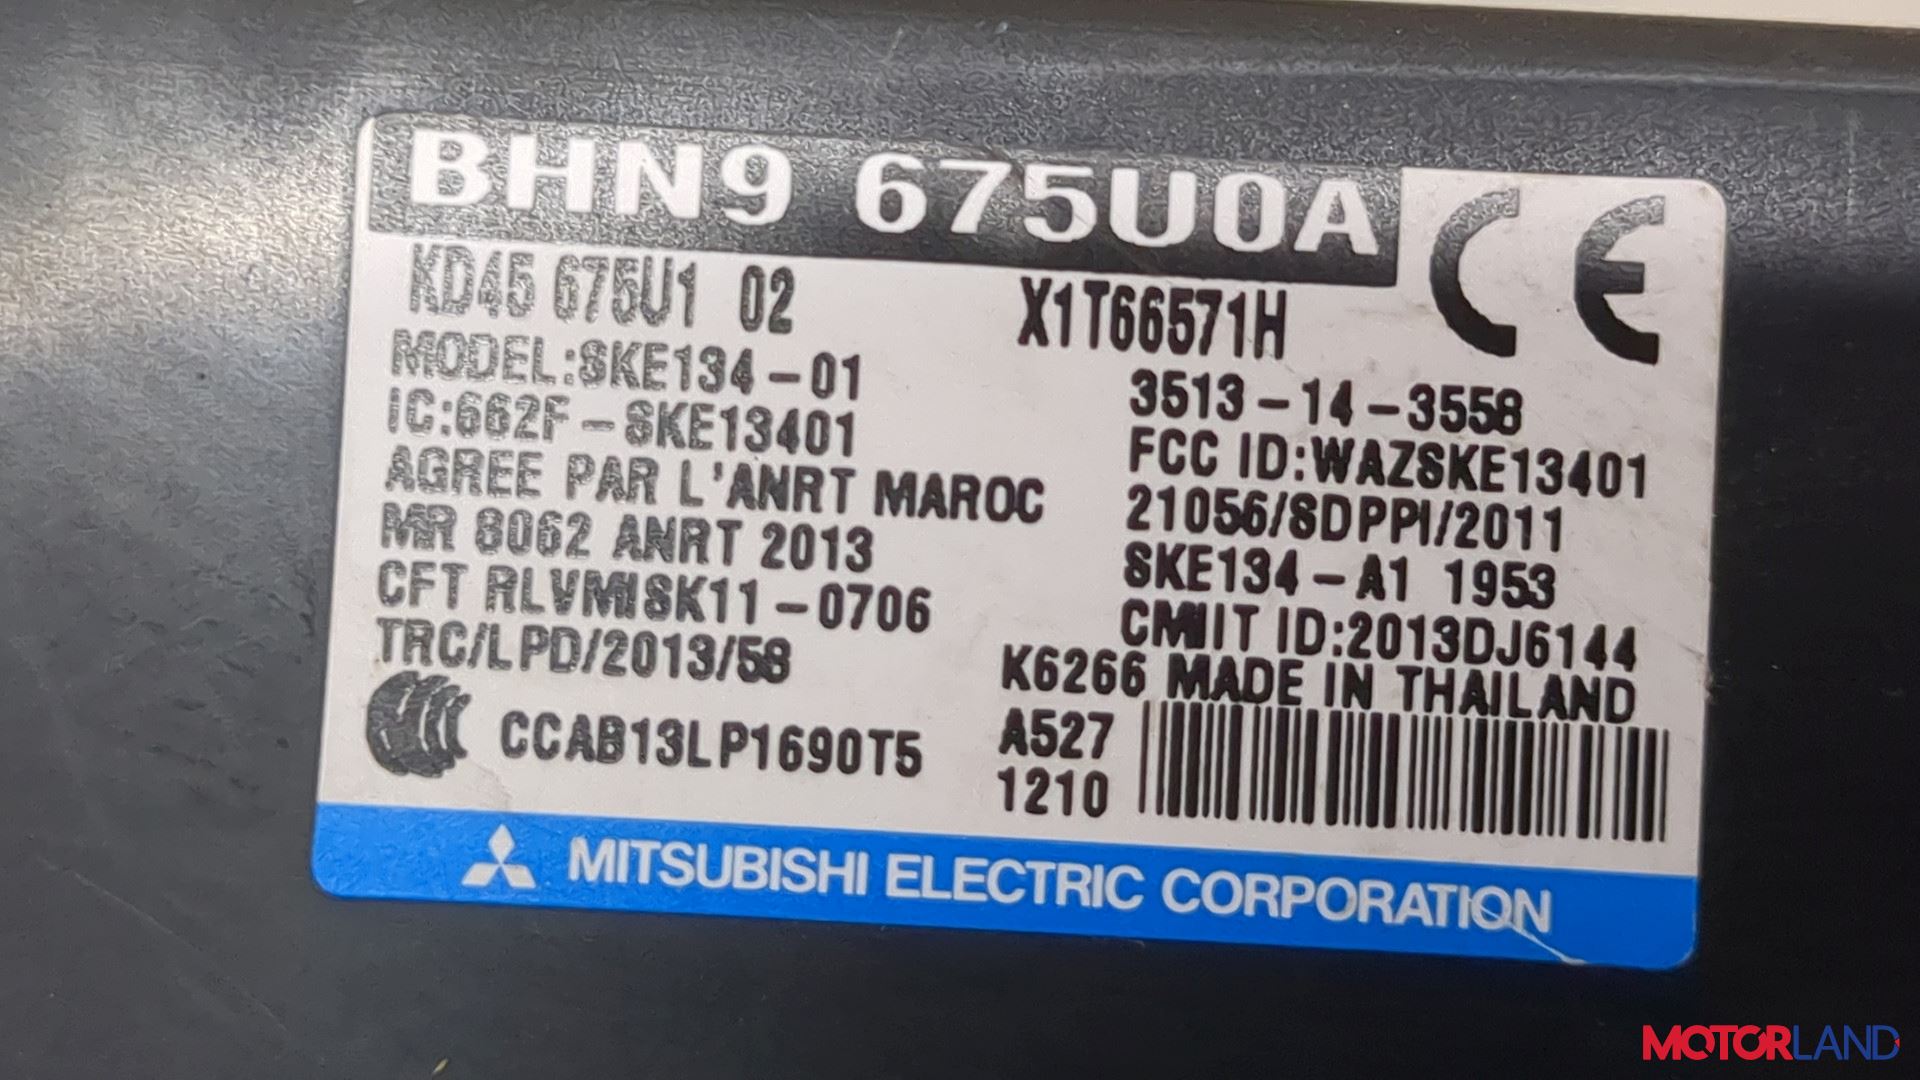 BHN9 675U0A
CE
KD45 675U1 02 X1T66571H
MODEL:SKE134-01 3513-14-3558
IC:662F-SKE13401 FCC ID:WAZSKE13401
AGREE PAR L'ANRT MAROC 21056/SDPPI/2011
MR 8062 ANRT 2013 SKE134-A1 1953
CFT RLVMISK11-0706 CMIIT ID:2013DJ6144
TRC/LPD/2013/58 K6266 MADE IN THAILAND
CCC CCAB13LP1690T5 A527
1210
MITSUBISHI ELECTRIC CORPORATION
MOTORLAND